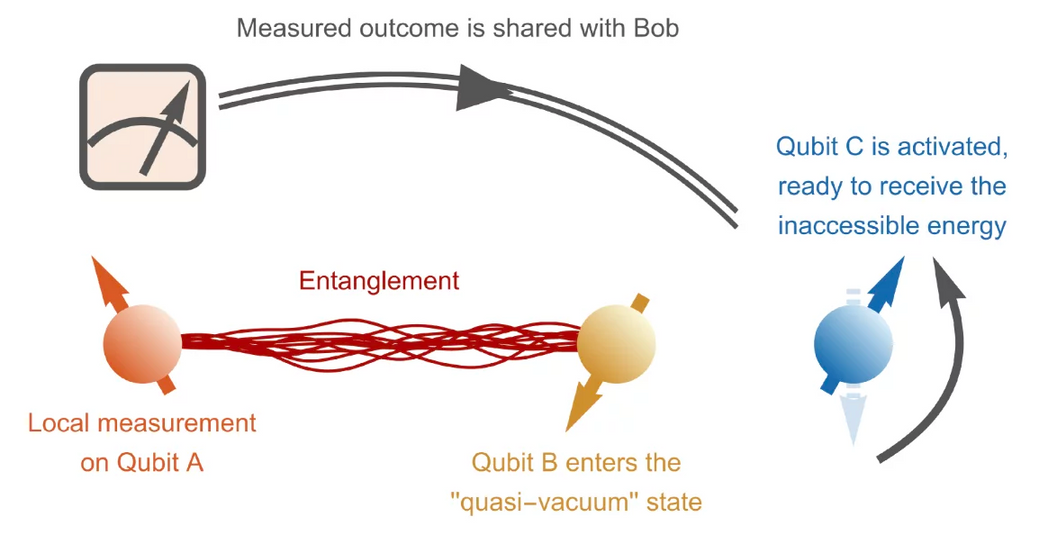 Measured outcome is shared with Bob
Qubit C is activated,
ready to receive the
inaccessible energy
Entanglement
Local measurement
on Qubit A
Qubit B enters the
"quasi−vacuum" state